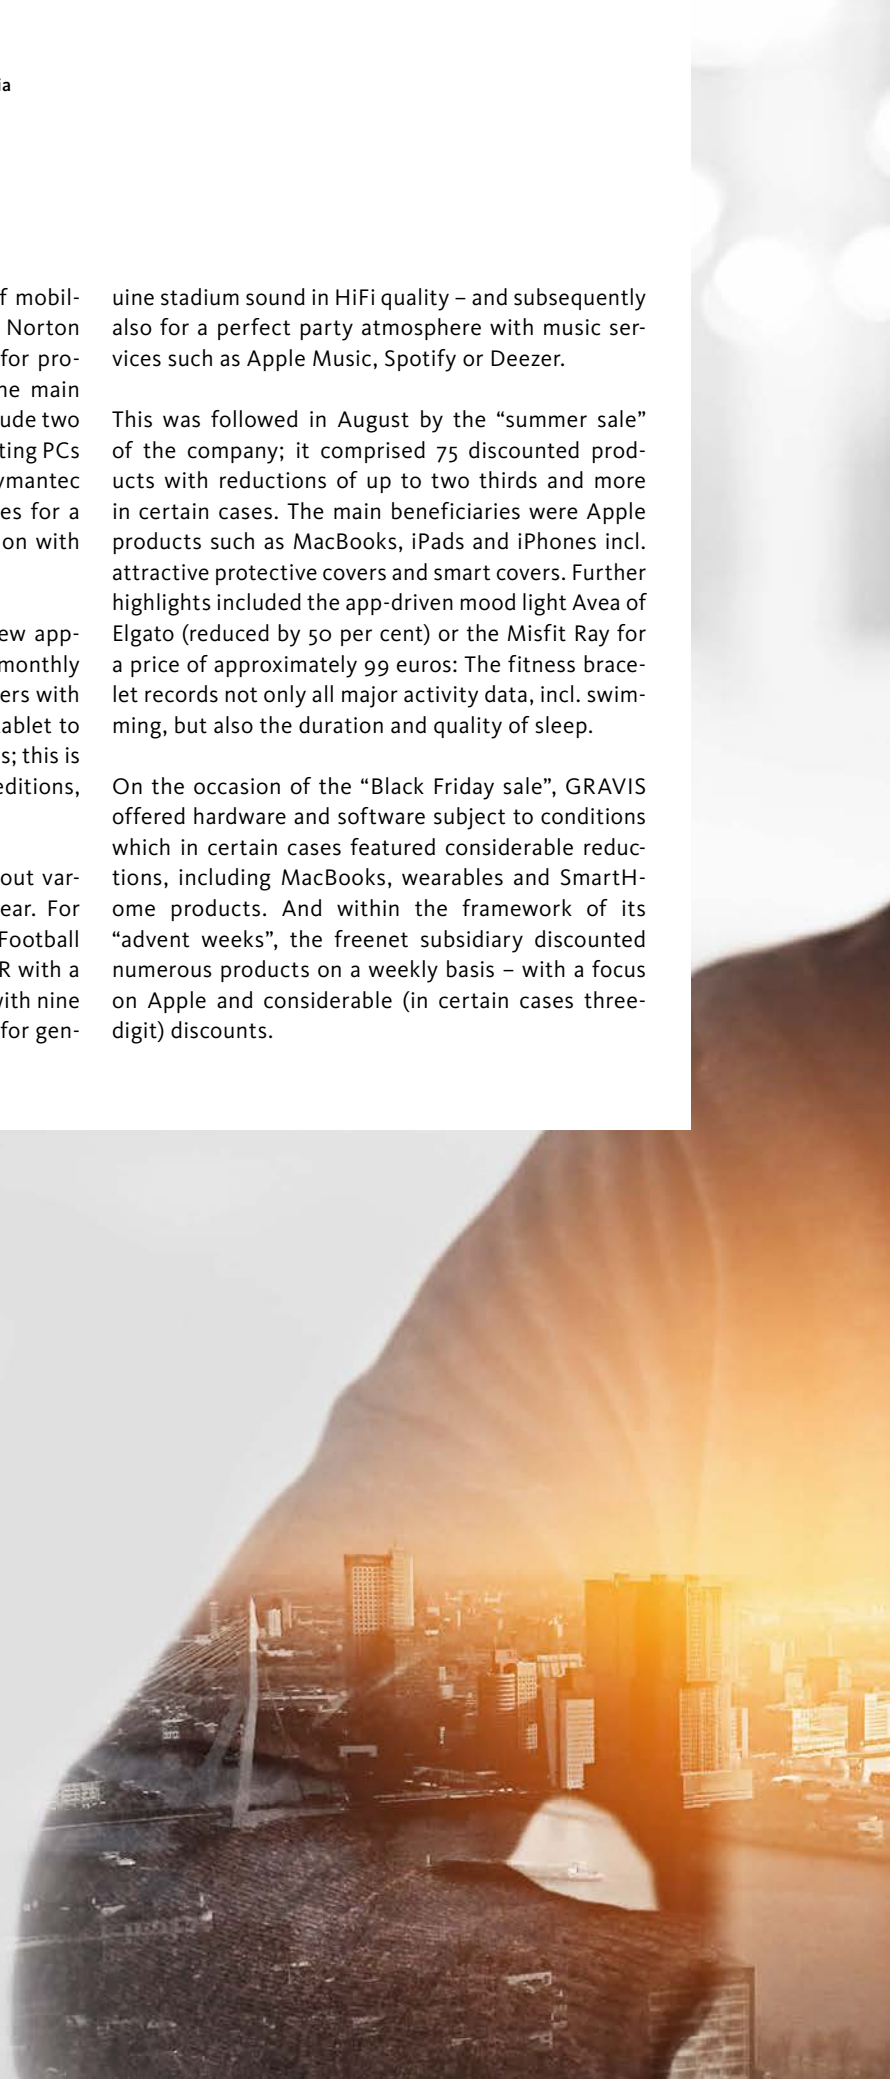 ia
f mobil-
Norton
for pro-
main
ude two
ting PCs
ymantec
es for a
on with
ew app-
monthly
ers with
ablet to
s; this is
editions,
out var-
ear. For
Football
R with a
with nine
for gen-
uine stadium sound in HiFi quality – and subsequently
also for a perfect party atmosphere with music ser-
vices such as Apple Music, Spotify or Deezer.
This was followed in August by the “summer sale”
of the company; it comprised 75 discounted prod-
ucts with reductions of up to two thirds and more
in certain cases. The main beneficiaries were Apple
products such as MacBooks, iPads and iPhones incl.
attractive protective covers and smart covers. Further
highlights included the app-driven mood light Avea of
Elgato (reduced by 50 per cent) or the Misfit Ray for
a price of approximately 99 euros: The fitness brace-
let records not only all major activity data, incl. swim-
ming, but also the duration and quality of sleep.
On the occasion of the “Black Friday sale”, GRAVIS
offered hardware and software subject to conditions
which in certain cases featured considerable reduc-
tions, including MacBooks, wearables and SmartH-
ome products. And within the framework of its
“advent weeks”, the freenet subsidiary discounted
numerous products on a weekly basis – with a focus
on Apple and considerable (in certain cases three-
digit) discounts.